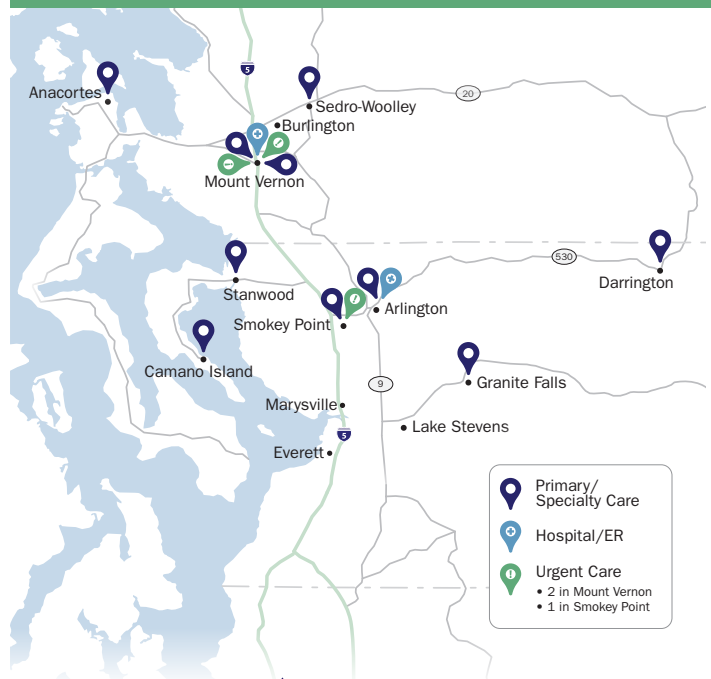 5
Anacortes
20
Sedro-Woolley
Burlington
Mount Vernon
530
Darrington
Stanwood
Arlington
Smokey Point
Camano Island
9
Granite Falls
Marysville
Lake Stevens
5
Everett
Primary/
Specialty Care
Hospital/ER
Urgent Care
• 2 in Mount Vernon
• 1 in Smokey Point